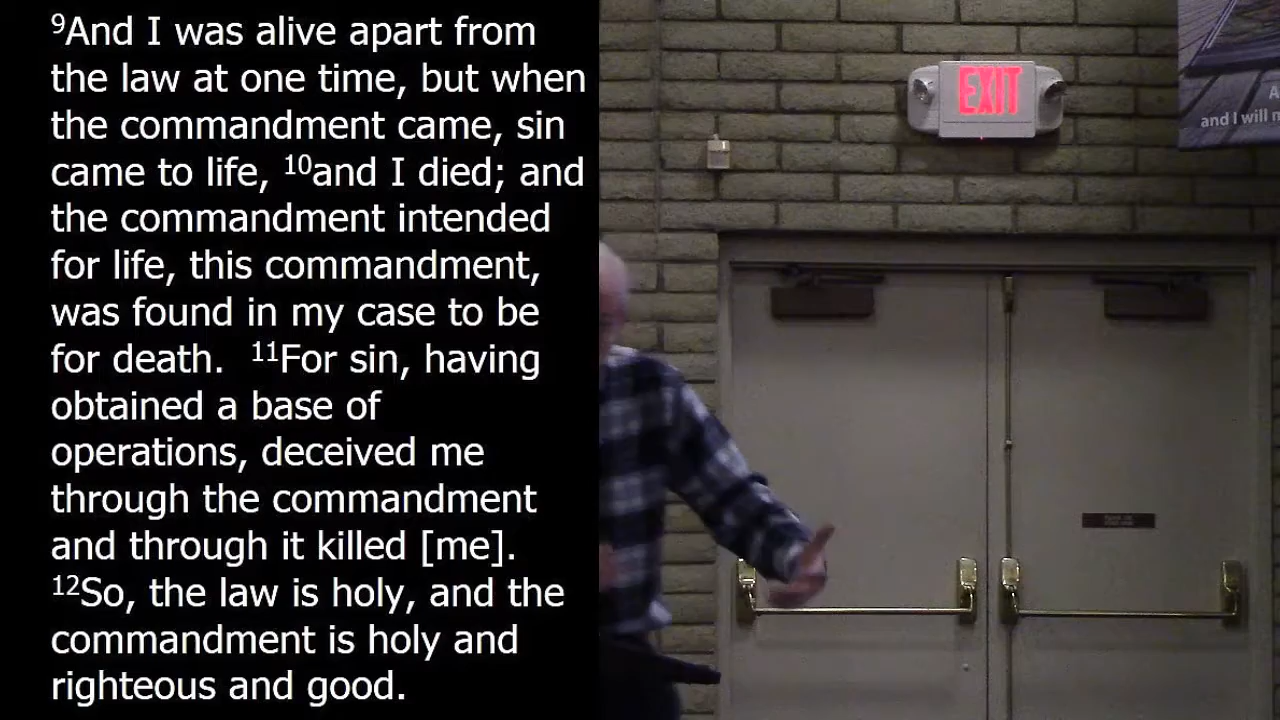 ⁹And I was alive apart from
the law at one time, but when
the commandment came, sin
came to life, ¹⁰and I died; and
the commandment intended
for life, this commandment,
was found in my case to be
for death. ¹¹For sin, having
obtained a base of
operations, deceived me
through the commandment
and through it killed [me].
¹²So, the law is holy, and the
commandment is holy and
righteous and good.
EXIT
A
and I will m